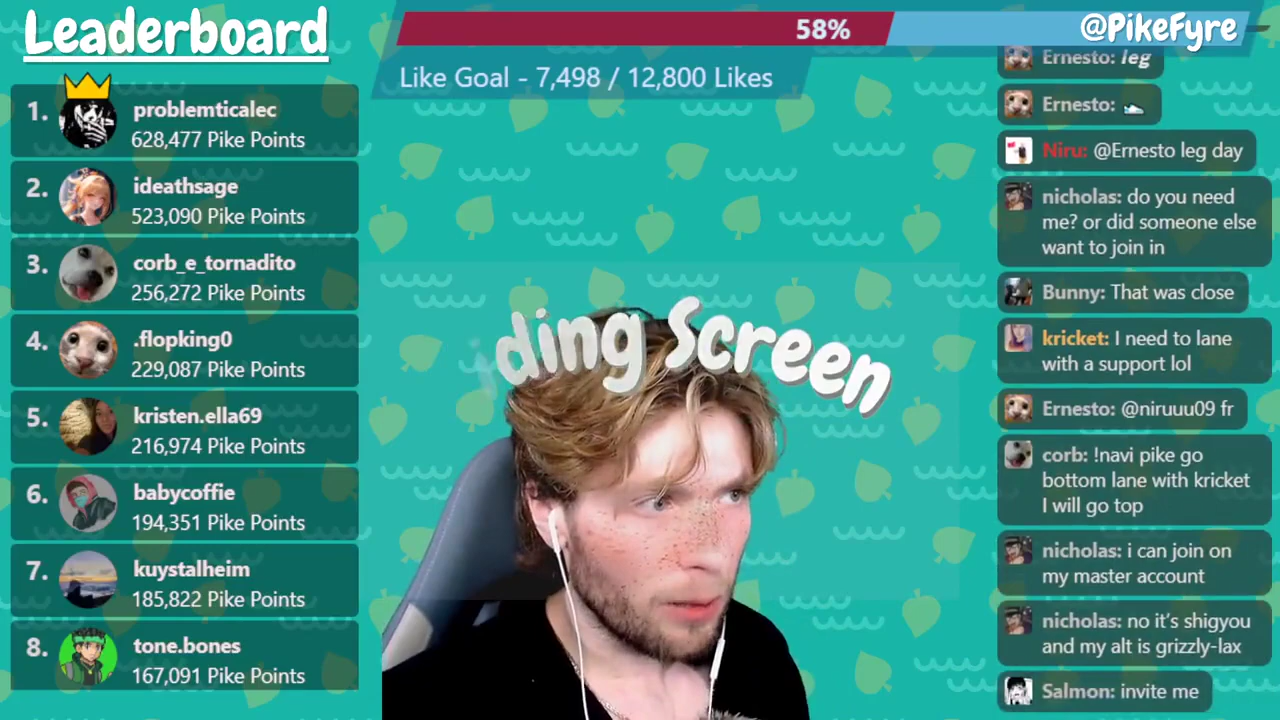 Leaderboard
1. problemticalec
628,477 Pike Points
2. ideathsage
523,090 Pike Points
3. corb_e_tornadito
256,272 Pike Points
4. .flopking0
229,087 Pike Points
5. kristen.ella69
216,974 Pike Points
6. babycoffie
194,351 Pike Points
7. kuystalheim
185,822 Pike Points
8. tone.bones
167,091 Pike Points
58%
Like Goal - 7,498 / 12,800 Likes
@PikeFyre
ding Screen
Ernesto: leg
Ernesto: 👟
Niru: @Ernesto leg day
nicholas: do you need
me? or did someone else
want to join in
Bunny: That was close
kricket: I need to lane
with a support lol
Ernesto: @niruuu09 fr
corb: !navi pike go
bottom lane with kricket
I will go top
nicholas: i can join on
my master account
nicholas: no it's shigyou
and my alt is grizzly-lax
Salmon: invite me